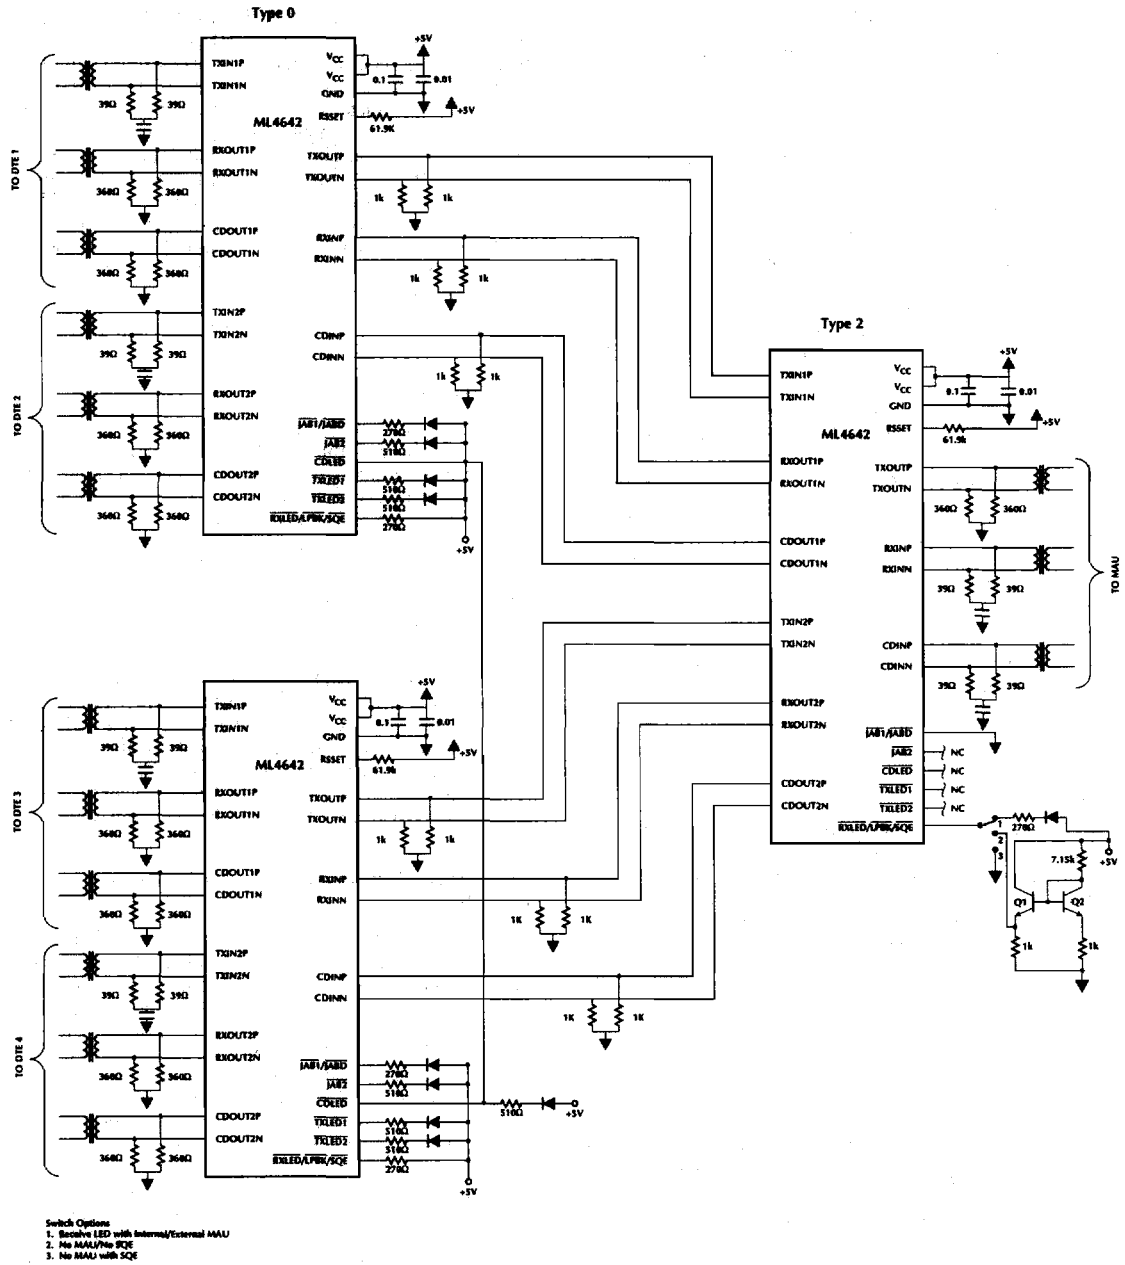 Type 0
TO DTE 1
TXIN1P
TXIN1N
39Ω 39Ω
RXOUT1P
RXOUT1N
360Ω 360Ω
CDOUT1P
CDOUT1N
360Ω 360Ω
TO DTE 2
TXIN2P
TXIN2N
39Ω 39Ω
RXOUT2P
RXOUT2N
360Ω 360Ω
CDOUT2P
CDOUT2N
360Ω 360Ω
ML4642
VCC
VCC
GND
RSSET
+5V
0.1 0.01
+5V
61.9K
TXOUTP
TXOUTN
1k 1k
RXINP
RXINN
1k 1k
CDINP
CDINN
1k 1k
JAB1/JABD
270Ω
JAB2
510Ω
CDLED
TXLED1
510Ω
TXLED2
510Ω
RXLED/LPBK/SQE
270Ω
+5V
Type 2
TXIN1P
TXIN1N
RXOUT1P
RXOUT1N
CDOUT1P
CDOUT1N
TXIN2P
TXIN2N
RXOUT2P
RXOUT2N
CDOUT2P
CDOUT2N
ML4642
VCC
VCC
GND
RSSET
+5V
0.1 0.01
+5V
61.9k
TXOUTP
TXOUTN
360Ω 360Ω
RXINP
RXINN
39Ω 39Ω
CDINP
CDINN
39Ω 39Ω
TO MAU
JAB1/JABD
JAB2 NC
CDLED NC
TXLED1 NC
TXLED2 NC
RXLED/LPBK/SQE
1
2
3
270Ω
+5V
7.15k
Q1 Q2
1k 1k
TO DTE 3
TXIN1P
TXIN1N
39Ω 39Ω
RXOUT1P
RXOUT1N
360Ω 360Ω
CDOUT1P
CDOUT1N
360Ω 360Ω
TO DTE 4
TXIN2P
TXIN2N
39Ω 39Ω
RXOUT2P
RXOUT2N
360Ω 360Ω
CDOUT2P
CDOUT2N
360Ω 360Ω
ML4642
VCC
VCC
GND
RSSET
+5V
0.1 0.01
+5V
61.9k
TXOUTP
TXOUTN
1k 1k
RXINP
RXINN
1K 1K
CDINP
CDINN
1K 1K
JAB1/JABD
270Ω
JAB2
510Ω
CDLED
510Ω
+5V
TXLED1
510Ω
TXLED2
510Ω
RXLED/LPBK/SQE
270Ω
+5V
Switch Options
1. Receive LED with Internal/External MAU
2. No MAU/No SQE
3. No MAU with SQE